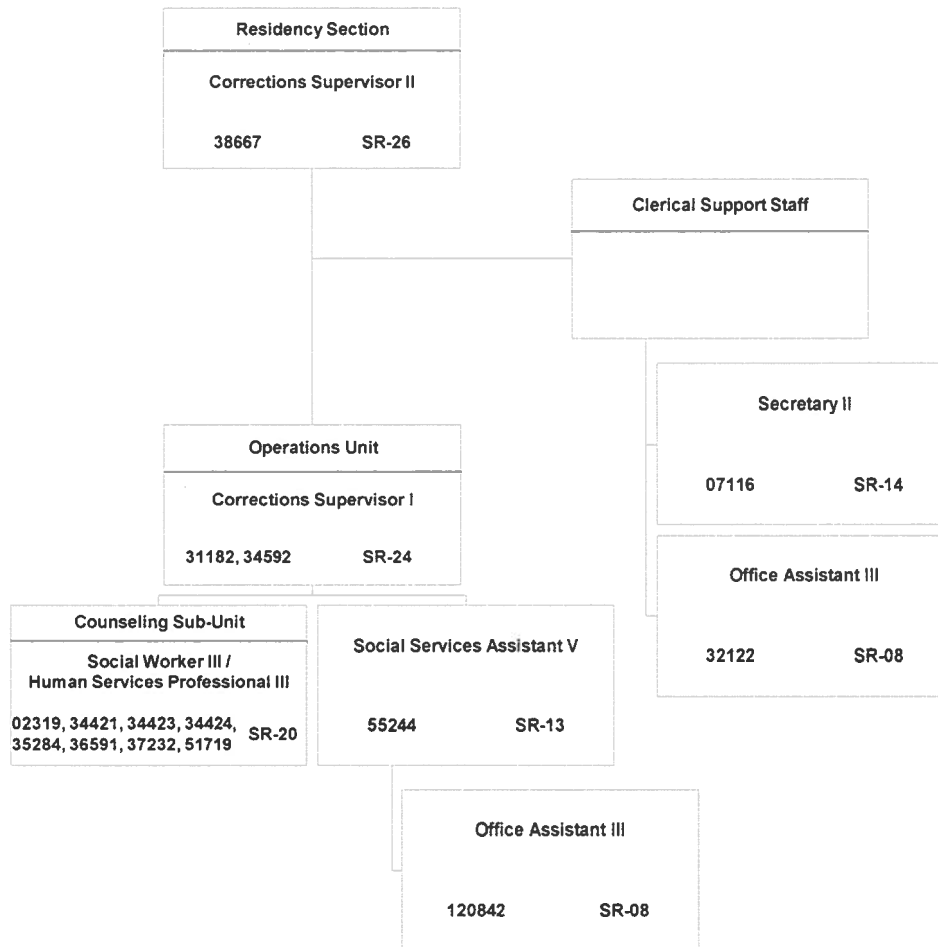 Residency Section
Corrections Supervisor II
38667 SR-26
Clerical Support Staff
Secretary II
07116 SR-14
Office Assistant III
32122 SR-08
Operations Unit
Corrections Supervisor I
31182, 34592 SR-24
Counseling Sub-Unit
Social Worker III /
Human Services Professional III
02319, 34421, 34423, 34424,
35284, 36591, 37232, 51719 SR-20
Social Services Assistant V
55244 SR-13
Office Assistant III
120842 SR-08